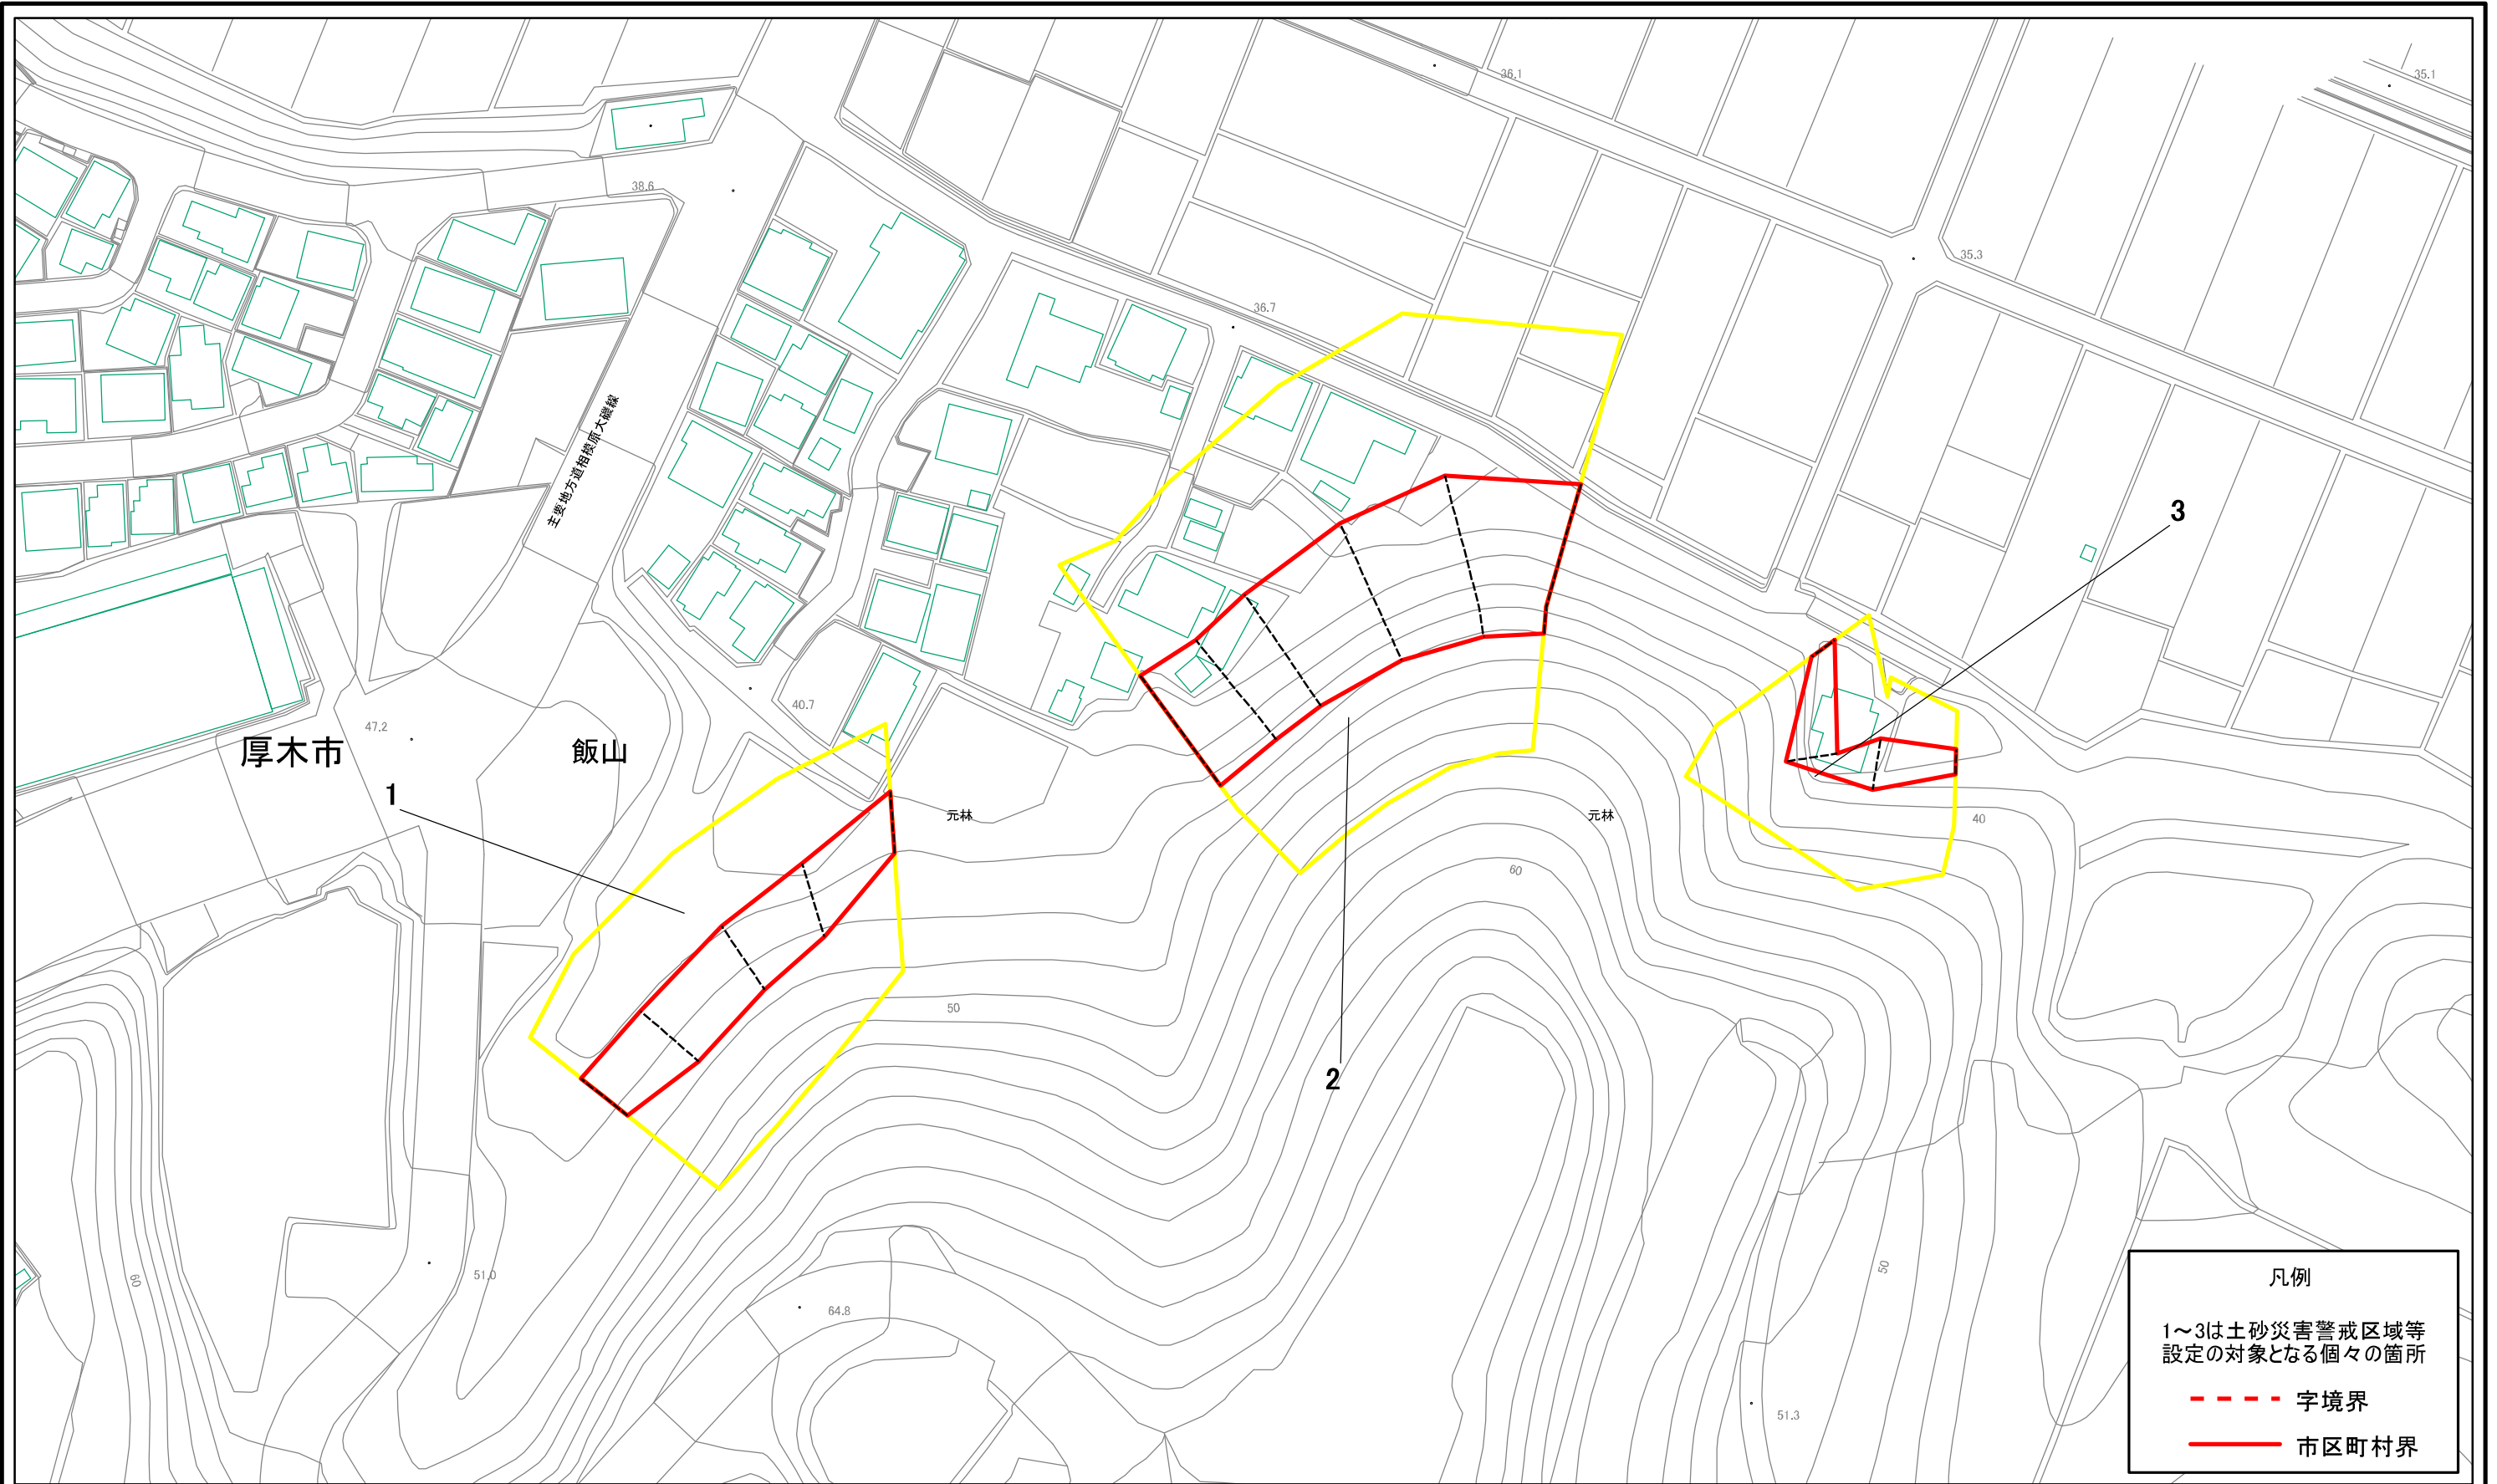 36.1
35.1
38.6
35.3
36.7
主要地方道相模原大磯線
3
40.7
47.2
厚木市
飯山
1
元林
元林
40
60
50
2
60
51.0
50
64.8
51.3
凡例
1～3は土砂災害警戒区域等
設定の対象となる個々の箇所
字境界
市区町村界